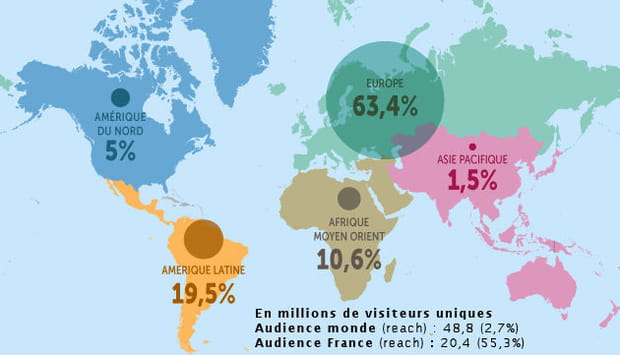 EUROPE
63,4%
AMÉRIQUE
DU NORD
5%
ASIE PACIFIQUE
1,5%
AFRIQUE
MOYEN ORIENT
10,6%
AMERIQUE LATINE
19,5%
En millions de visiteurs uniques
Audience monde (reach) : 48,8 (2,7%)
Audience France (reach) : 20,4 (55,3%)